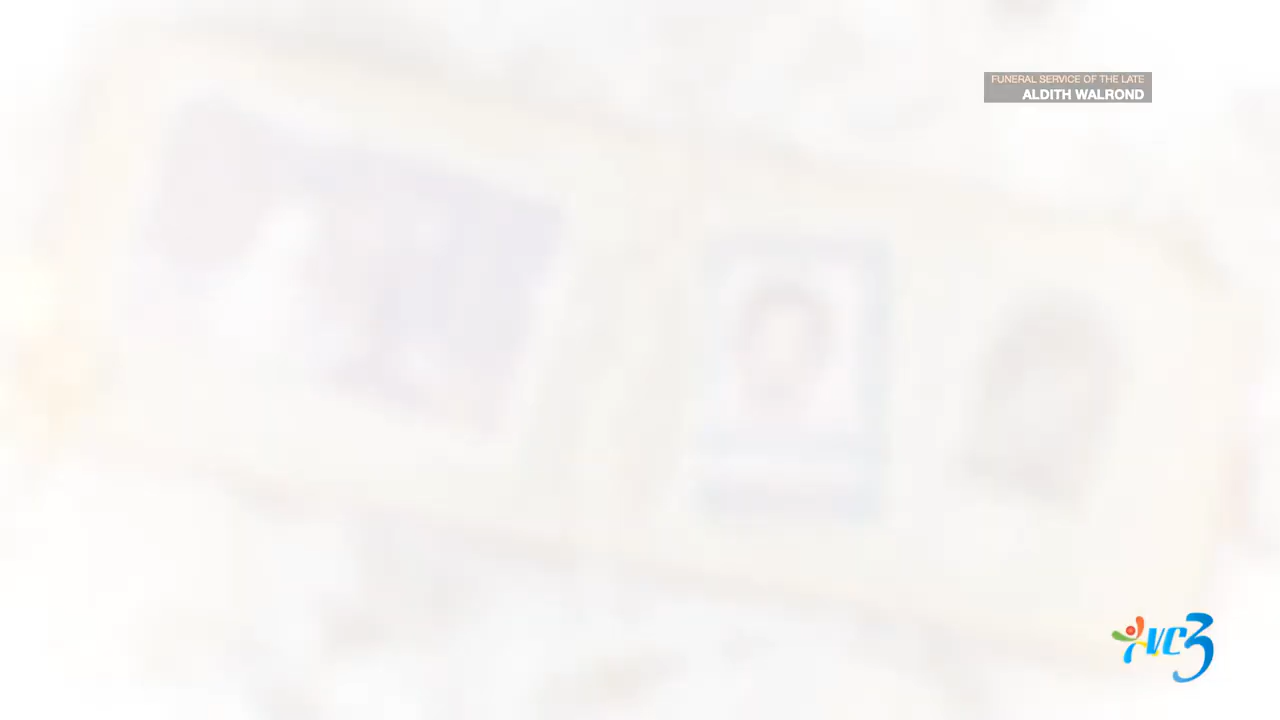 FUNERAL SERVICE OF THE LATE
ALDITH WALROND
VC3